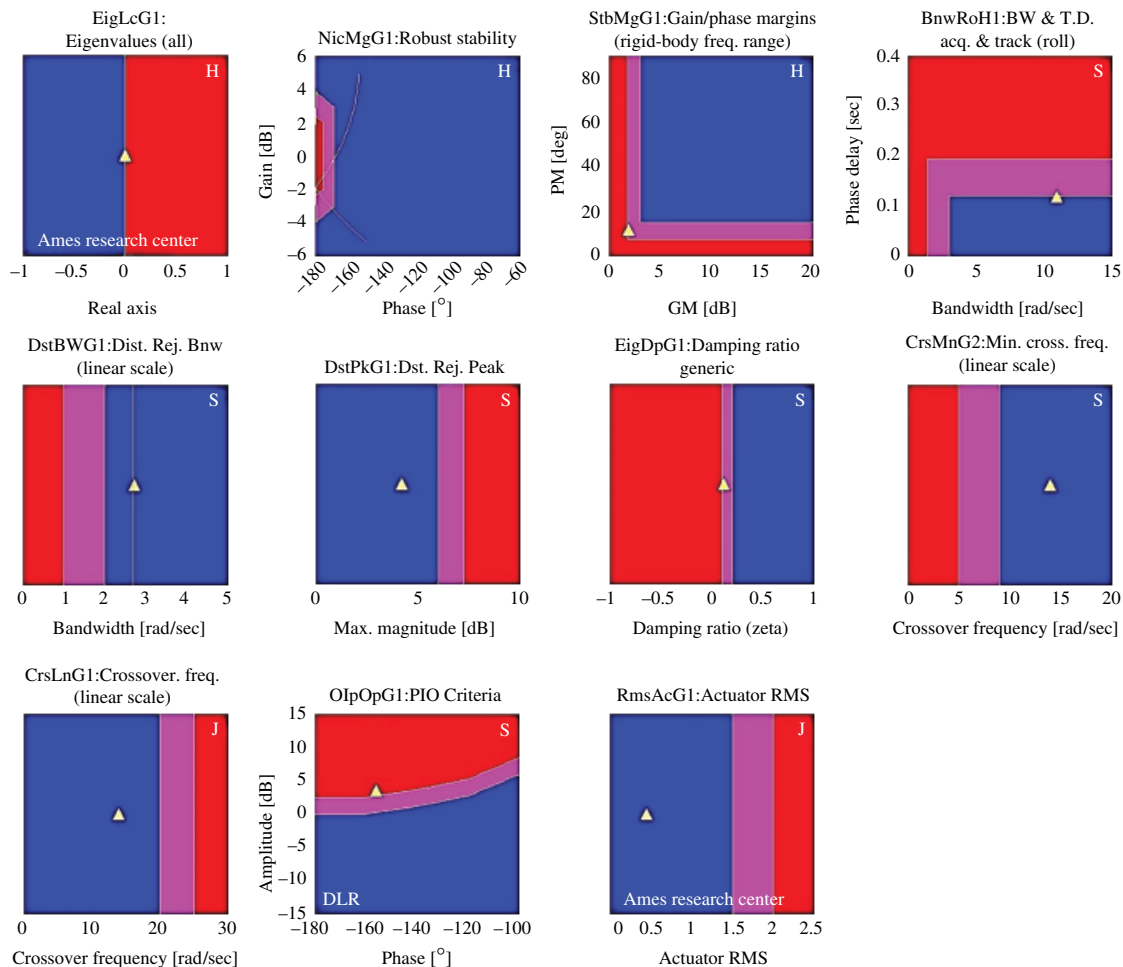 EigLcG1:
Eigenvalues (all)
H
Ames research center
−1 −0.5 0 0.5 1
Real axis
NicMgG1:Robust stability
H
6
4
2
0
−2
−4
−6
Gain [dB]
−180 −160 −140 −120 −100 −80 −60
Phase [°]
StbMgG1:Gain/phase margins
(rigid-body freq. range)
H
80
60
40
20
0
PM [deg]
0 5 10 15 20
GM [dB]
BnwRoH1:BW & T.D.
acq. & track (roll)
S
0.4
0.3
0.2
0.1
0
Phase delay [sec]
0 5 10 15
Bandwidth [rad/sec]
DstBWG1:Dist. Rej. Bnw
(linear scale)
S
0 1 2 3 4 5
Bandwidth [rad/sec]
DstPkG1:Dst. Rej. Peak
S
0 5 10
Max. magnitude [dB]
EigDpG1:Damping ratio
generic
S
−1 −0.5 0 0.5 1
Damping ratio (zeta)
CrsMnG2:Min. cross. freq.
(linear scale)
S
0 5 10 15 20
Crossover frequency [rad/sec]
CrsLnG1:Crossover. freq.
(linear scale)
J
0 10 20 30
Crossover frequency [rad/sec]
OIpOpG1:PIO Criteria
S
15
10
5
0
−5
−10
−15
Amplitude [dB]
DLR
−180 −160 −140 −120 −100
Phase [°]
RmsAcG1:Actuator RMS
J
Ames research center
0 0.5 1 1.5 2 2.5
Actuator RMS